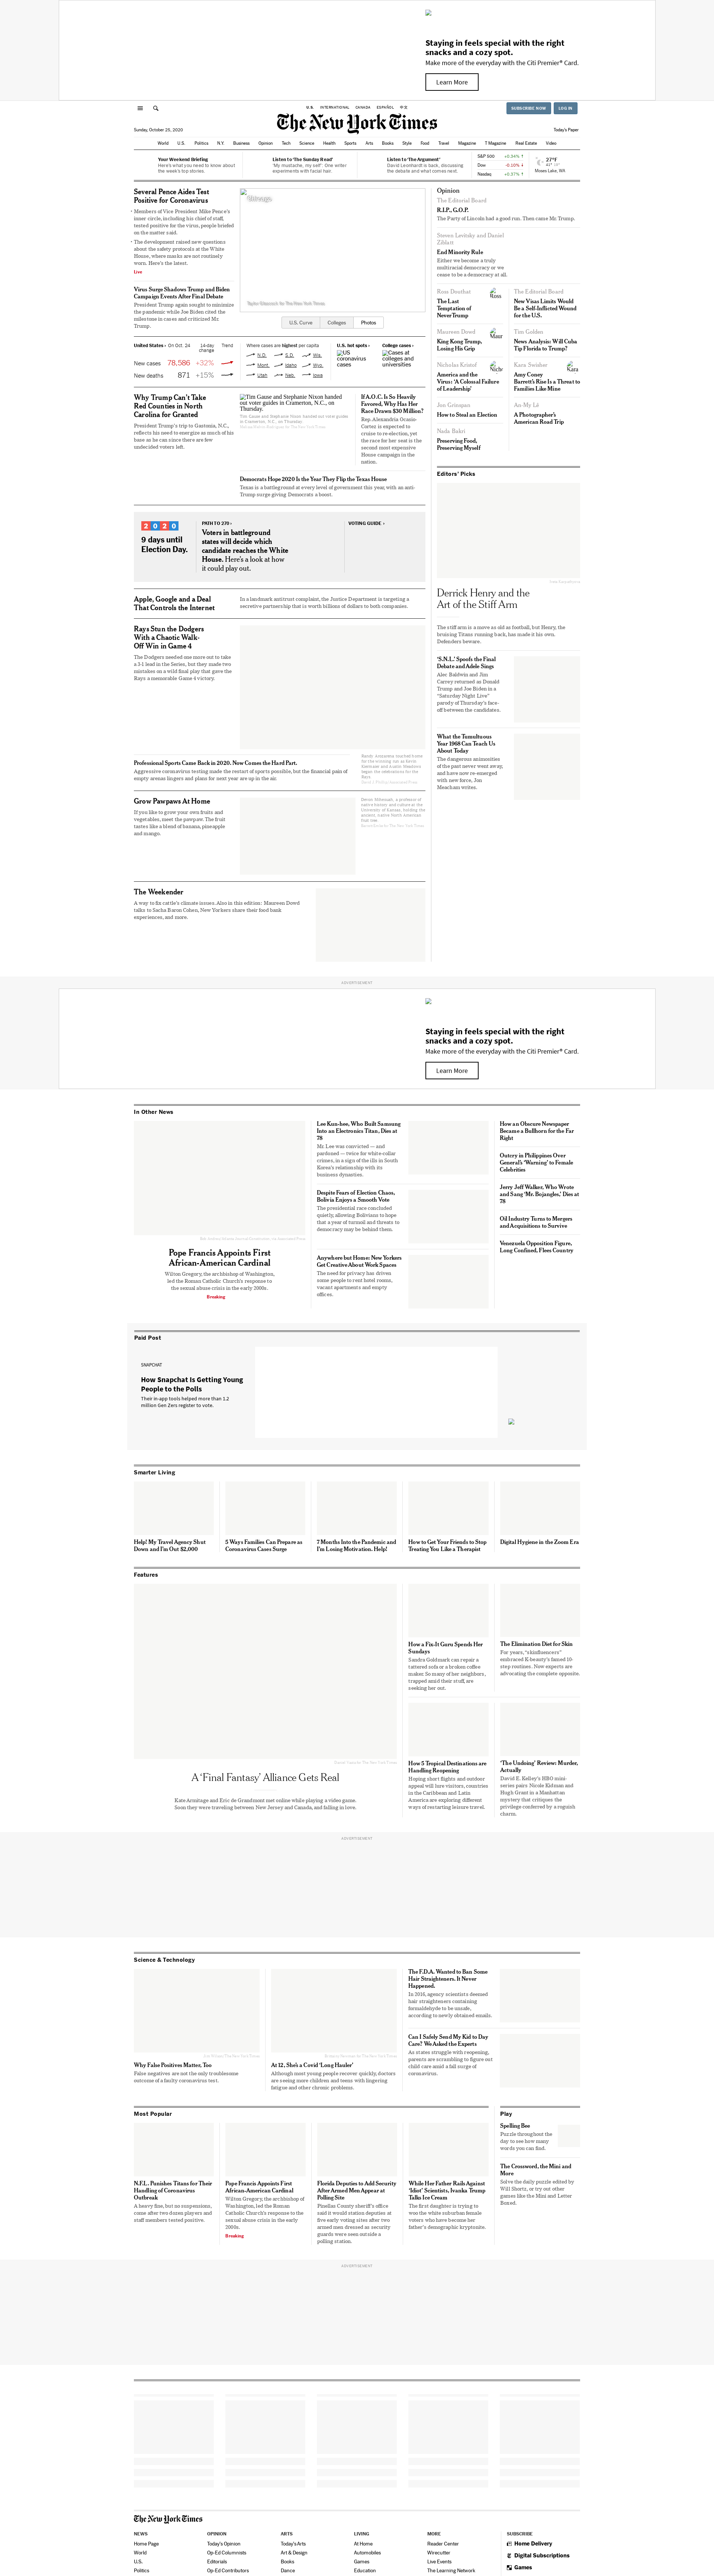 Staying in feels special with the right
snacks and a cozy spot.
Make more of the everyday with the Citi Premier® Card.
Learn More
U.S. INTERNATIONAL CANADA ESPAÑOL 中文
SUBSCRIBE NOW LOG IN
The New York Times
Sunday, October 25, 2020
Today's Paper
World U.S. Politics N.Y. Business Opinion Tech Science Health Sports Arts Books Style Food Travel Magazine T Magazine Real Estate Video
Your Weekend Briefing
Here's what you need to know about
the week's top stories.
Listen to 'The Sunday Read'
'My mustache, my self': One writer
experiments with facial hair.
Listen to 'The Argument'
David Leonhardt is back, discussing
the debate and what comes next.
S&P 500 +0.34% ↑
Dow -0.10% ↓
Nasdaq +0.37% ↑
27°F
Moses Lake, WA
Several Pence Aides Test
Positive for Coronavirus
• Members of Vice President Mike Pence's
inner circle, including his chief of staff,
tested positive for the virus, people briefed
on the matter said.
• The development raised new questions
about the safety protocols at the White
House, where masks are not routinely
worn. Here's the latest.
Live
Virus Surge Shadows Trump and Biden
Campaign Events After Final Debate
President Trump again sought to minimize
the pandemic while Joe Biden cited the
milestones in case and criticized Mr.
Trump.
U.S. Curve Colleges Photos
United States › On Oct. 24 14-day
change Trend
New cases 78,586 +32%
New deaths 871 +15%
Where cases are highest per capita
N.D. S.D. Wis.
Mont. Idaho Wyo.
Utah Neb. Iowa
U.S. hot spots ›
US
coronavirus
cases
College cases ›
Cases at
colleges and
universities
Why Trump Can't Take
Red Counties in North
Carolina for Granted
President Trump's trip to Gastonia, N.C.,
reflects his need to energize as much of his
base as he can since there are few
undecided voters left.
Tim Gause and Stephanie Nixon handed
out voter guides in Cramerton, N.C., on
Thursday.
Tim Gause and Stephanie Nixon handed out voter guides
in Cramerton, N.C., on Thursday.
If A.O.C. Is So Heavily
Favored, Why Has Her
Race Drawn $30 Million?
Rep. Alexandria Ocasio-
Cortez is expected to
cruise to re-election, yet
the race for her seat is the
second most expensive
House campaign in the
nation.
Democrats Hope 2020 Is the Year They Flip the Texas House
Texas is a battleground at every level of government this year, with an anti-
Trump surge giving Democrats a boost.
2020
9 days until
Election Day.
PATH TO 270 ›
Voters in battleground
states will decide which
candidate reaches the White
House. Here's a look at how
it could play out.
VOTING GUIDE ›
Apple, Google and a Deal
That Controls the Internet
In a landmark antitrust complaint, the Justice Department is targeting a
secretive partnership that is worth billions of dollars to both companies.
Rays Stun the Dodgers
With a Chaotic Walk-
Off Win in Game 4
The Dodgers needed one more out to take
a 3-1 lead in the Series, but they made two
mistakes on a wild final play that gave the
Rays a memorable Game 4 victory.
Professional Sports Came Back in 2020. Now Comes the Hard Part.
Aggressive coronavirus testing made the restart of sports possible, but the financial pain of
empty arenas lingers and plans for next year are up in the air.
Grow Pawpaws At Home
If you like to grow your own fruits and
vegetables, meet the pawpaw. The fruit
tastes like a blend of banana, pineapple
and mango.
The Weekender
A way to fix cattle's climate issues. Also in this edition: Maureen Dowd
talks to Sacha Baron Cohen, New Yorkers share their food bank
experiences, and more.
Opinion
The Editorial Board
R.I.P., G.O.P.
The Party of Lincoln had a good run. Then came Mr. Trump.
Steven Levitsky and Daniel
Ziblatt
End Minority Rule
Either we become a truly
multiracial democracy or we
cease to be a democracy at all.
Ross Douthat
The Last
Temptation of
NeverTrump
The Editorial Board
New Visas Limits Would
Be a Self-Inflicted Wound
for the U.S.
Maureen Dowd
King Kong Trump,
Losing His Grip
Tim Golden
News Analysis: Will Cuba
Tip Florida to Trump?
Nicholas Kristof
America and the
Virus: 'A Colossal Failure
of Leadership'
Kara Swisher
Amy Coney
Barrett's Rise Is a Threat to
Families Like Mine
Jon Grinspan
How to Steal an Election
An-My Lê
A Photographer's
American Road Trip
Nada Bakri
Preserving Food,
Preserving Myself
Editors' Picks
Derrick Henry and the
Art of the Stiff Arm
The stiff arm is a move as old as football, but Henry, the
bruising Titans running back, has made it his own.
Defenders beware.
'S.N.L.' Spoofs the Final
Debate and Adele Sings
Alec Baldwin and Jim
Carrey returned as Donald
Trump and Joe Biden in a
"Saturday Night Live"
parody of Thursday's face-
off between the candidates.
What the Tumultuous
Year 1968 Can Teach Us
About Today
The dangerous animosities
of the past never went away,
and have now re-emerged
with new force, Jon
Meacham writes.
ADVERTISEMENT
Staying in feels special with the right
snacks and a cozy spot.
Make more of the everyday with the Citi Premier® Card.
Learn More
In Other News
Pope Francis Appoints First
African-American Cardinal
Wilton Gregory, the archbishop of Washington,
led the Roman Catholic Church's response to
the sexual abuse crisis in the early 2000s.
Breaking
Lee Kun-hee, Who Built Samsung
Into an Electronics Titan, Dies at
78
Mr. Lee was convicted — and
pardoned — twice for white-collar
crimes, in a sign of the ills in South
Korea's relationship with its
business dynasties.
Despite Fears of Election Chaos,
Bolivia Enjoys a Smooth Vote
The presidential race concluded
quietly, allowing Bolivians to hope
that a year of turmoil and threats to
democracy may be behind them.
Anywhere but Home: New Yorkers
Get Creative About Work Spaces
The need for privacy has driven
some people to rent hotel rooms,
vacant apartments and empty
offices.
How an Obscure Newspaper
Became a Bullhorn for the Far
Right
Outcry in Philippines Over
General's 'Warning' to Female
Celebrities
Jerry Jeff Walker, Who Wrote
and Sang 'Mr. Bojangles,' Dies at
78
Oil Industry Turns to Mergers
and Acquisitions to Survive
Venezuela Opposition Figure,
Long Confined, Flees Country
Paid Post
SNAPCHAT
How Snapchat Is Getting Young
People to the Polls
Their in-app tools helped more than 1.2
million Gen Zers register to vote.
Smarter Living
Help! My Travel Agency Shut
Down and I'm Out $2,000
5 Ways Families Can Prepare as
Coronavirus Cases Surge
7 Months Into the Pandemic and
I'm Losing Motivation. Help!
How to Get Your Friends to Stop
Treating You Like a Therapist
Digital Hygiene in the Zoom Era
Features
A 'Final Fantasy' Alliance Gets Real
Kate Armitage and Eric de Grandmont met online while playing a video game.
Soon they were traveling between New Jersey and Canada, and falling in love.
How a Fix-It Guru Spends Her
Sundays
Sandra Goldmark can repair a
tattered sofa or a broken coffee
maker. So many of her neighbors,
trapped amid their stuff, are
seeking her out.
The Elimination Diet for Skin
For years, "skinfluencers"
embraced K-beauty's famed 10-
step routines. Now experts are
advocating the complete opposite.
How 5 Tropical Destinations are
Handling Reopening
Hoping short flights and outdoor
appeal will lure visitors, countries
in the Caribbean and Latin
America are exploring different
ways of restarting leisure travel.
'The Undoing' Review: Murder,
Actually
David E. Kelley's HBO mini-
series pairs Nicole Kidman and
Hugh Grant in a Manhattan
mystery that critiques the
privilege conferred by a roguish
charm.
ADVERTISEMENT
Science & Technology
Why False Positives Matter, Too
False negatives are not the only troublesome
outcome of a faulty coronavirus test.
At 12, She's a Covid 'Long Hauler'
Although most young people recover quickly, doctors
are seeing more children and teens with lingering
fatigue and other chronic problems.
The F.D.A. Wanted to Ban Some
Hair Straighteners. It Never
Happened.
In 2016, agency scientists deemed
hair straighteners containing
formaldehyde to be unsafe,
according to newly obtained emails.
Can I Safely Send My Kid to Day
Care? We Asked the Experts
As states struggle with reopening,
parents are scrambling to figure out
child care and a fall surge of
coronavirus.
Most Popular
N.F.L. Punishes Titans for Their
Handling of Coronavirus
Outbreak
A heavy fine, but no suspensions,
came after two dozen players and
staff members tested positive.
Pope Francis Appoints First
African-American Cardinal
Wilton Gregory, the archbishop of
Washington, led the Roman
Catholic Church's response to the
sexual abuse crisis in the early
2000s.
Breaking
Florida Deputies to Add Security
After Armed Men Appear at
Polling Site
Pinellas County sheriff's office
said it would station deputies at
five early voting sites after two
armed men dressed as security
guards were seen outside a
polling station.
While Her Father Rails Against
'Idiot' Scientists, Ivanka Trump
Talks Ice Cream
The first daughter is trying to
woo the white suburban female
voters who have become her
father's demographic kryptonite.
Play
Spelling Bee
Puzzle throughout the
day to see how many
words you can find.
The Crossword, the Mini and
More
Solve the daily puzzle edited by
Will Shortz, or try out other
games like the Mini and Letter
Boxed.
ADVERTISEMENT
The New York Times
NEWS OPINION ARTS LIVING MORE SUBSCRIBE
Home Page Today's Opinion Today's Arts At Home Reader Center Home Delivery
World Op-Ed Columnists Art & Design Automobiles Wirecutter Digital Subscriptions
U.S. Editorials Books Games Live Events Games
Politics Op-Ed Contributors Dance Education The Learning Network